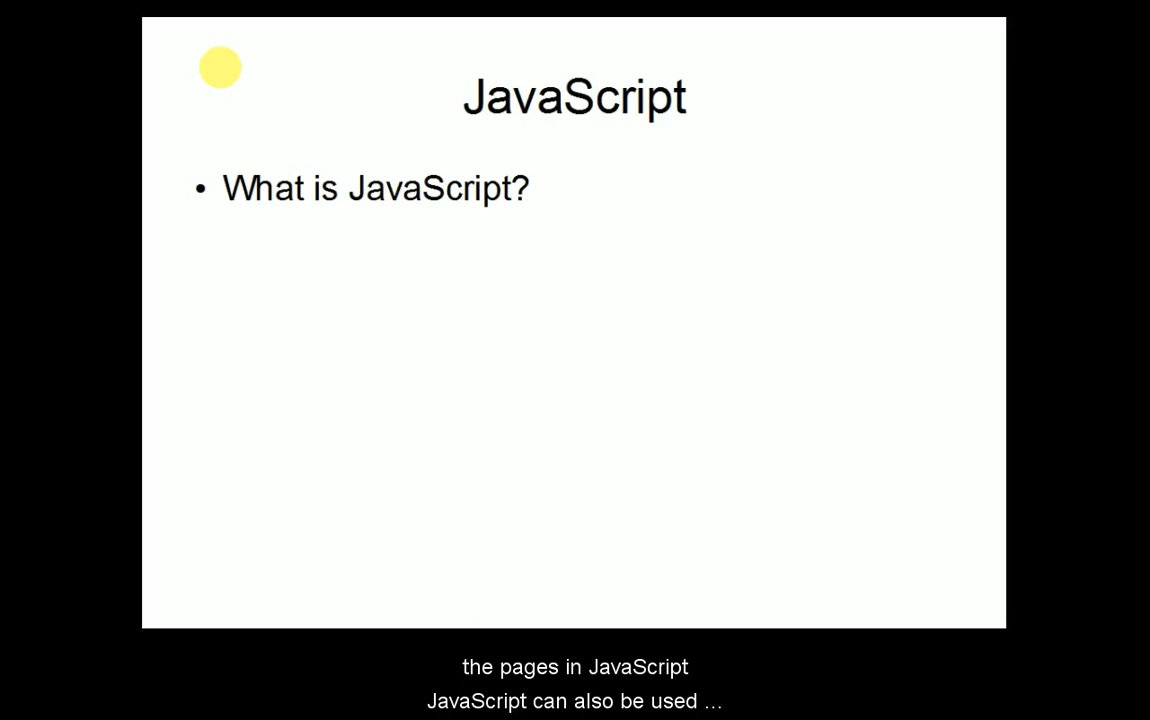 JavaScript
• What is JavaScript?
the pages in JavaScript
JavaScript can also be used ...